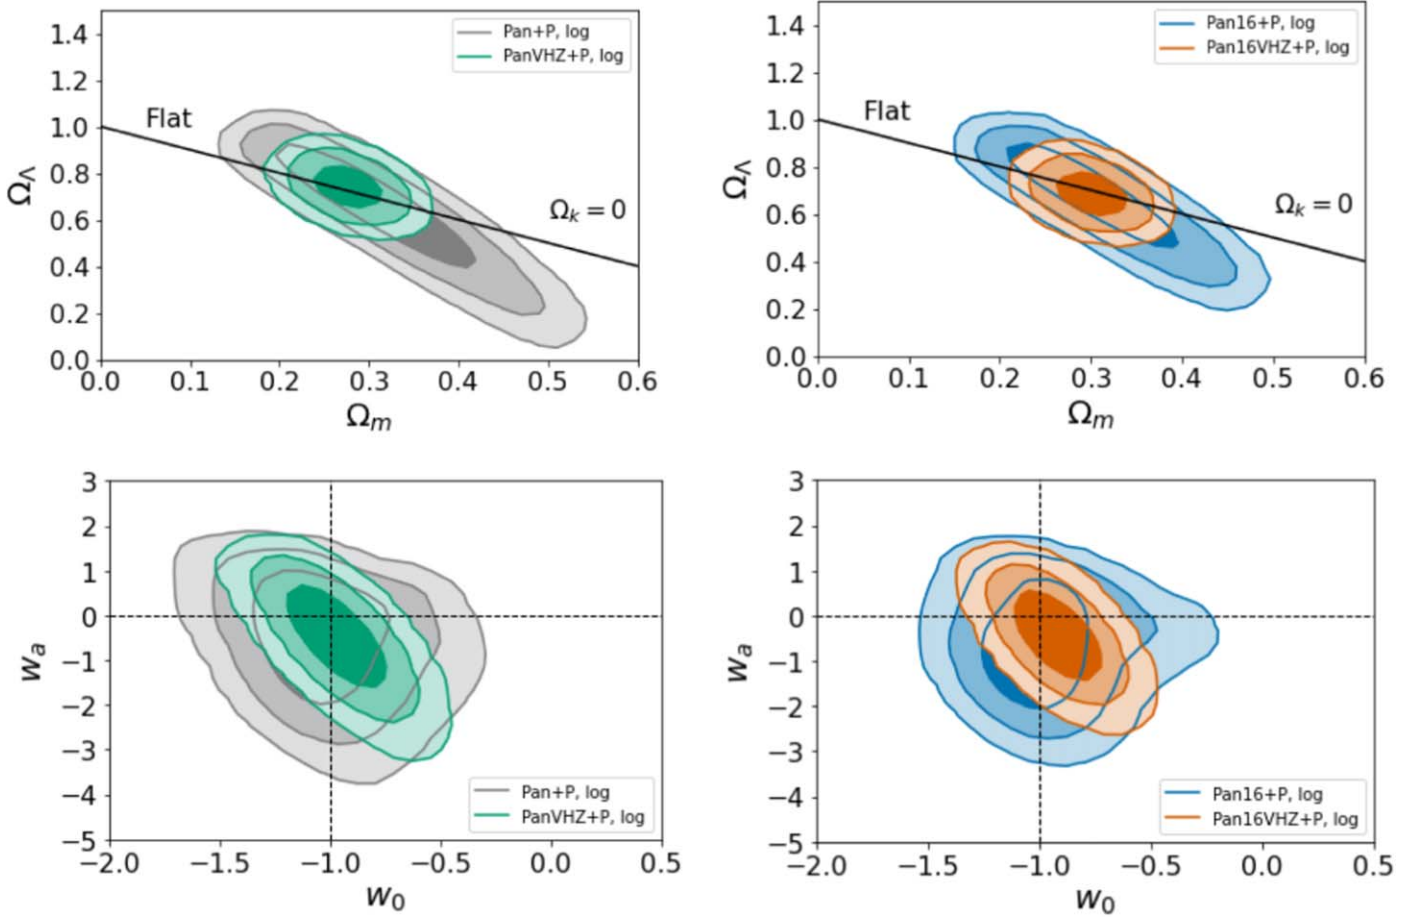 Pan+P, log
PanVHZ+P, log
Flat
Ω_k = 0
Ω_Λ
1.4
1.2
1.0
0.8
0.6
0.4
0.2
0.0
0.0 0.1 0.2 0.3 0.4 0.5 0.6
Ω_m
Pan16+P, log
Pan16VHZ+P, log
Flat
Ω_k = 0
Ω_Λ
1.4
1.2
1.0
0.8
0.6
0.4
0.2
0.0
0.0 0.1 0.2 0.3 0.4 0.5 0.6
Ω_m
w_a
3
2
1
0
−1
−2
−3
−4
−5
Pan+P, log
PanVHZ+P, log
−2.0 −1.5 −1.0 −0.5 0.0 0.5
w_0
w_a
3
2
1
0
−1
−2
−3
−4
−5
Pan16+P, log
Pan16VHZ+P, log
−2.0 −1.5 −1.0 −0.5 0.0 0.5
w_0